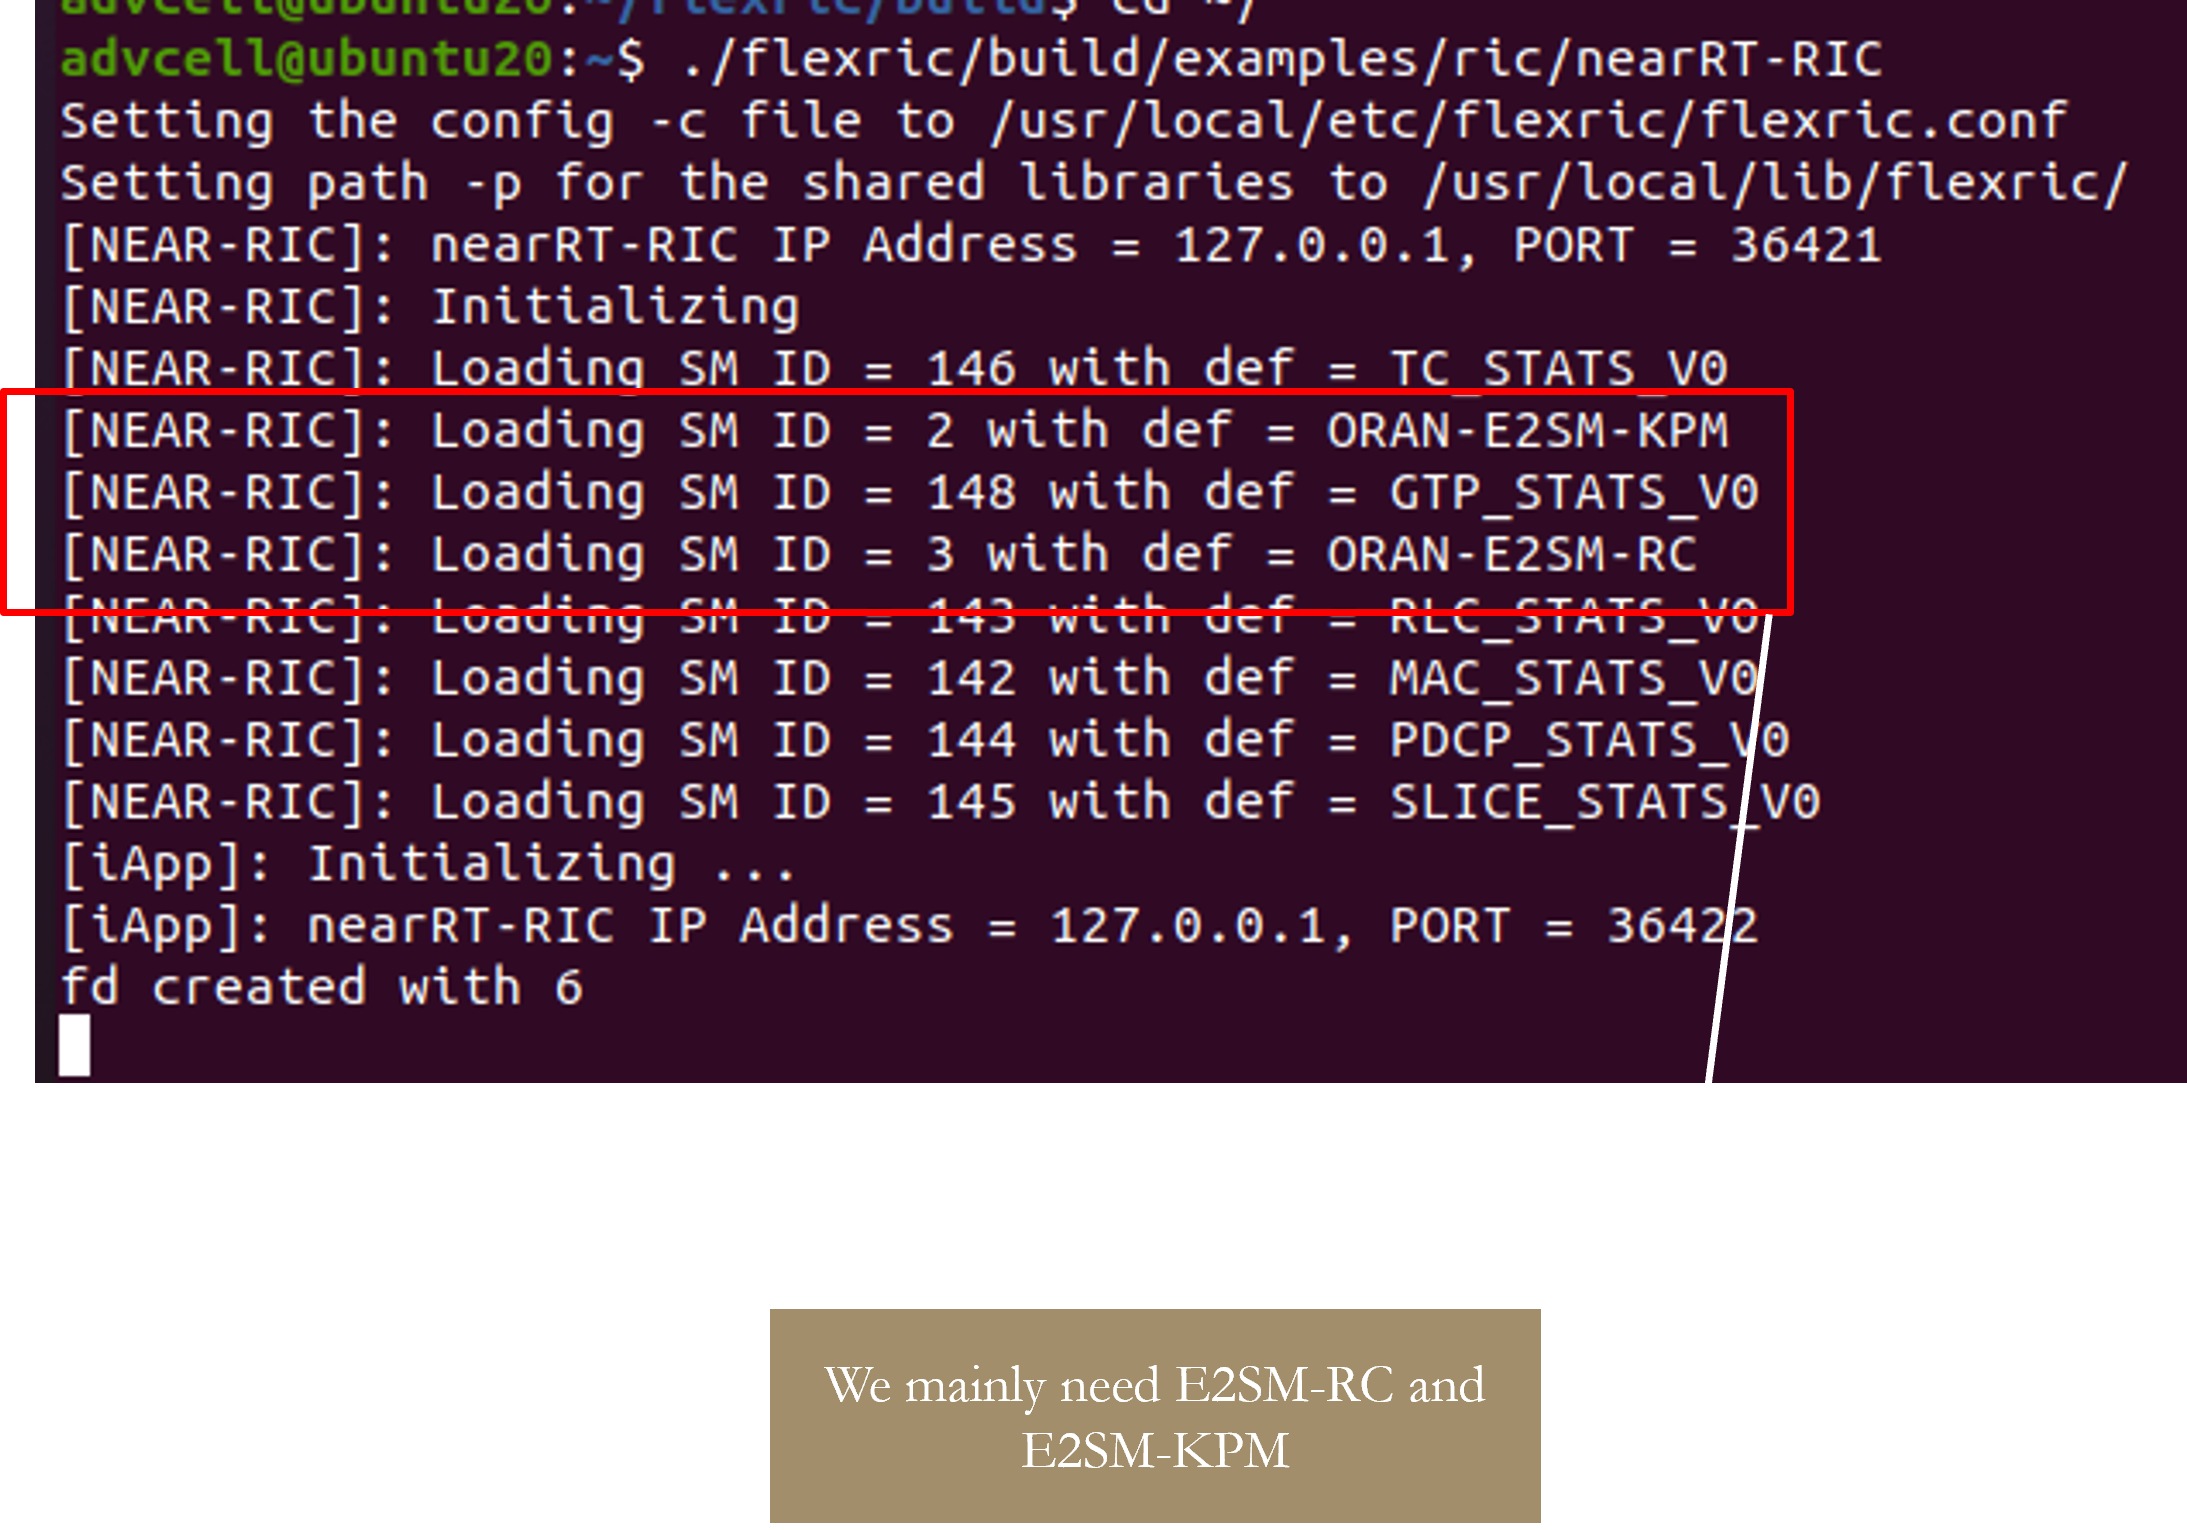 advcell@ubuntu20:~/flexric/build$ cd ~/
advcell@ubuntu20:~$ ./flexric/build/examples/ric/nearRT-RIC
Setting the config -c file to /usr/local/etc/flexric/flexric.conf
Setting path -p for the shared libraries to /usr/local/lib/flexric/
[NEAR-RIC]: nearRT-RIC IP Address = 127.0.0.1, PORT = 36421
[NEAR-RIC]: Initializing
[NEAR-RIC]: Loading SM ID = 146 with def = TC_STATS_V0
[NEAR-RIC]: Loading SM ID = 2 with def = ORAN-E2SM-KPM
[NEAR-RIC]: Loading SM ID = 148 with def = GTP_STATS_V0
[NEAR-RIC]: Loading SM ID = 3 with def = ORAN-E2SM-RC
[NEAR-RIC]: Loading SM ID = 143 with def = RLC_STATS_V0
[NEAR-RIC]: Loading SM ID = 142 with def = MAC_STATS_V0
[NEAR-RIC]: Loading SM ID = 144 with def = PDCP_STATS_V0
[NEAR-RIC]: Loading SM ID = 145 with def = SLICE_STATS_V0
[iApp]: Initializing ...
[iApp]: nearRT-RIC IP Address = 127.0.0.1, PORT = 36422
fd created with 6
We mainly need E2SM-RC and
E2SM-KPM